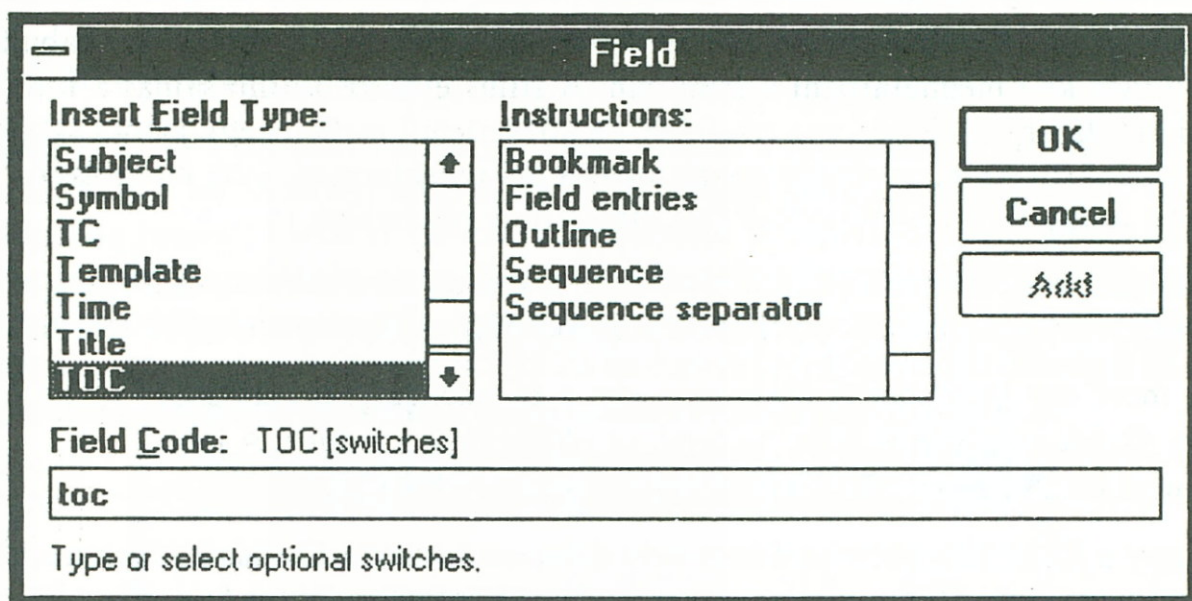 Field
Insert Field Type:
Subject
Symbol
TC
Template
Time
Title
TOC
Instructions:
Bookmark
Field entries
Outline
Sequence
Sequence separator
OK
Cancel
Add
Field Code: TOC [switches]
toc
Type or select optional switches.